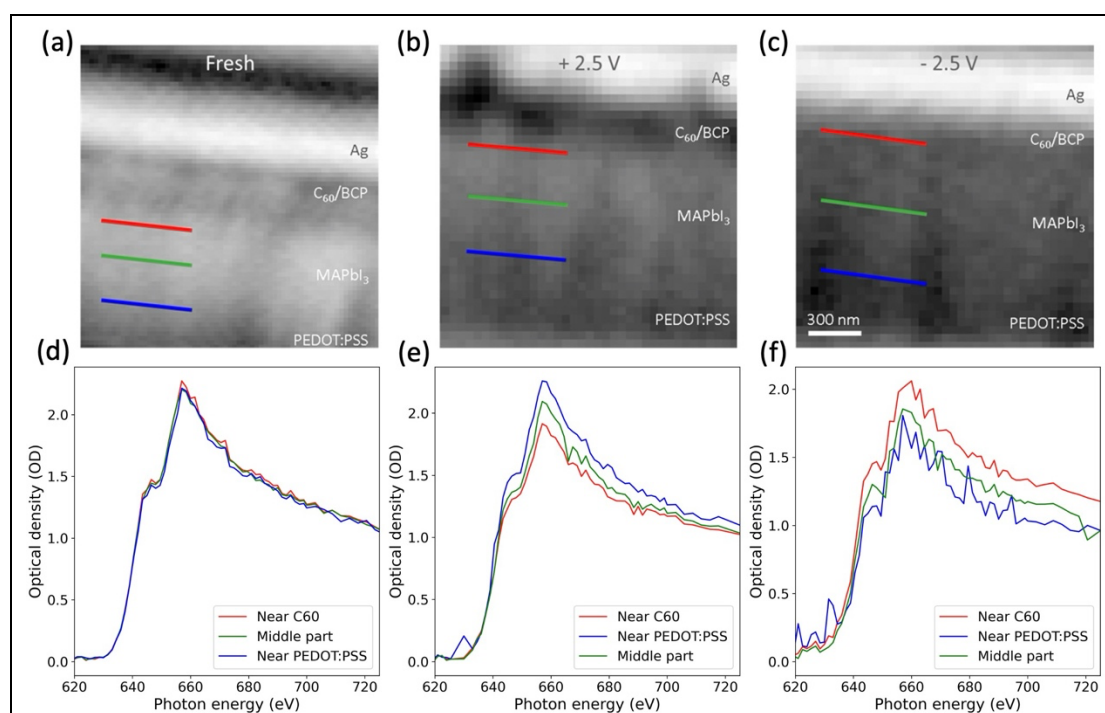 (a)
Fresh
Ag
C₆₀/BCP
MAPbI₃
PEDOT:PSS
(b)
+ 2.5 V
Ag
C₆₀/BCP
MAPbI₃
PEDOT:PSS
(c)
- 2.5 V
Ag
C₆₀/BCP
MAPbI₃
300 nm
PEDOT:PSS
(d)
Optical density (OD)
2.0
1.5
1.0
0.5
0.0
Near C60
Middle part
Near PEDOT:PSS
620 640 660 680 700 720
Photon energy (eV)
(e)
Optical density (OD)
2.0
1.5
1.0
0.5
0.0
Near C60
Near PEDOT:PSS
Middle part
620 640 660 680 700 720
Photon energy (eV)
(f)
Optical density (OD)
2.0
1.5
1.0
0.5
0.0
Near C60
Near PEDOT:PSS
Middle part
620 640 660 680 700 720
Photon energy (eV)